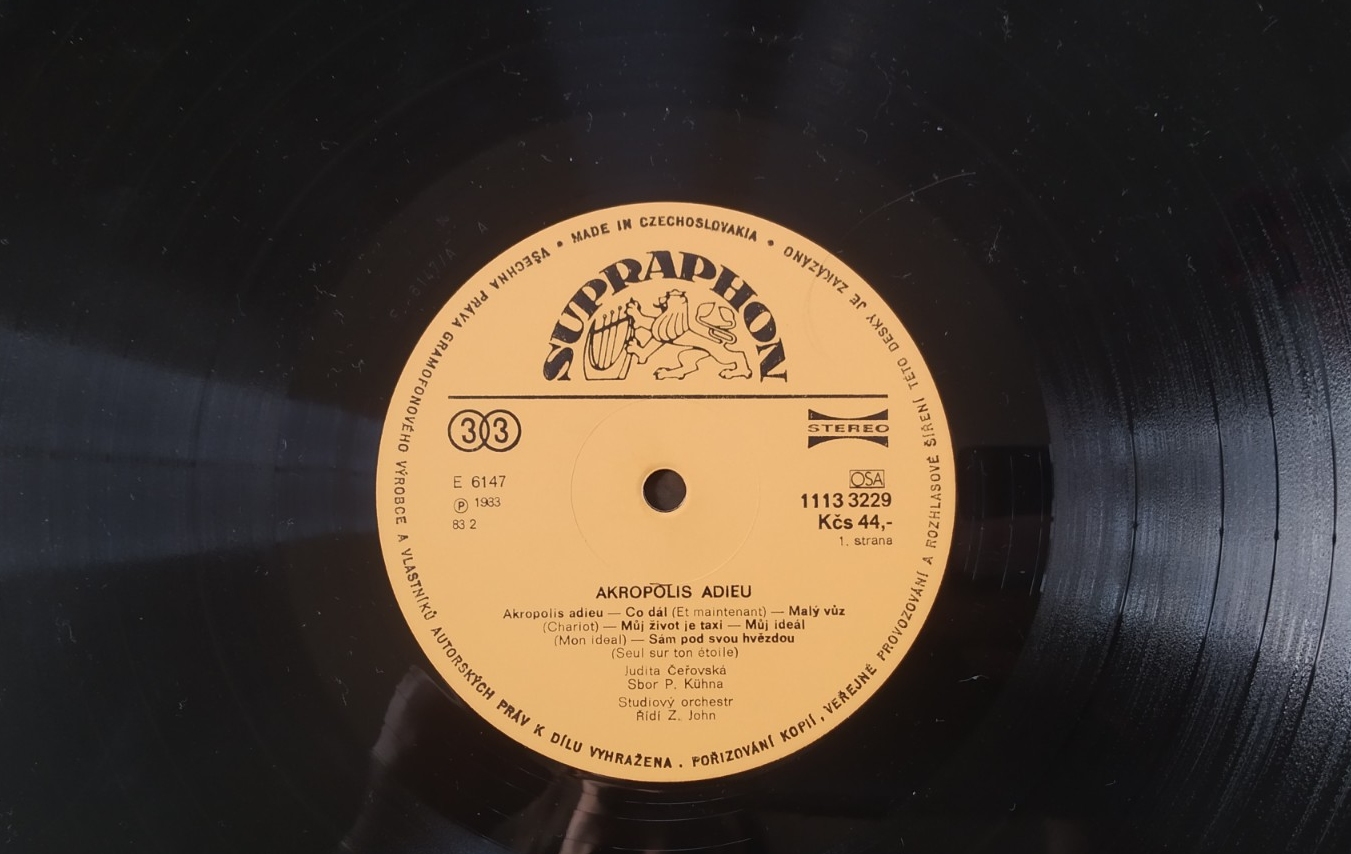 VŠECHNA PRÁVA GRAMOFONOVÉHO VÝROBCE A VLASTNÍKŮ AUTORSKÝCH PRÁV K DÍLU VYHRAŽENA . POŘIZOVÁNÍ KOPIÍ, VEŘEJNÉ PROVOZOVÁNÍ A ROZHLASOVÉ ŠÍŘENÍ TÉTO DESKY JE ZAKÁZÁNO • MADE IN CZECHOSLOVAKIA •
SUPRAPHON
33
STEREO
E 6147
℗ 1983
83 2
OSA
1113 3229
Kčs 44,-
1. strana
AKROPOLIS ADIEU
Akropolis adieu — Co dál (Et maintenant) — Malý vůz
(Chariot) — Můj život je taxi — Můj ideál
(Mon ideal) — Sám pod svou hvězdou
(Seul sur ton étoile)
Judita Čeřovská
Sbor P. Kühna
Studiový orchestr
Řídí Z. John